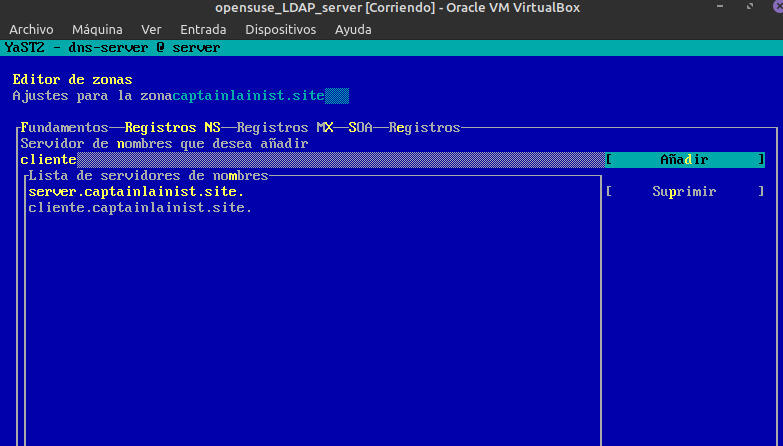 opensuse_LDAP_server [Corriendo] - Oracle VM VirtualBox
Archivo Máquina Ver Entrada Dispositivos Ayuda
YaST2 - dns-server @ server
Editor de zonas
Ajustes para la zonacaptainlainist.site
Fundamentos—Registros NS—Registros MX—SOA—Registros
Servidor de nombres que desea añadir
cliente [ Añadir ]
Lista de servidores de nombres
server.captainlainist.site. [ Suprimir ]
cliente.captainlainist.site.